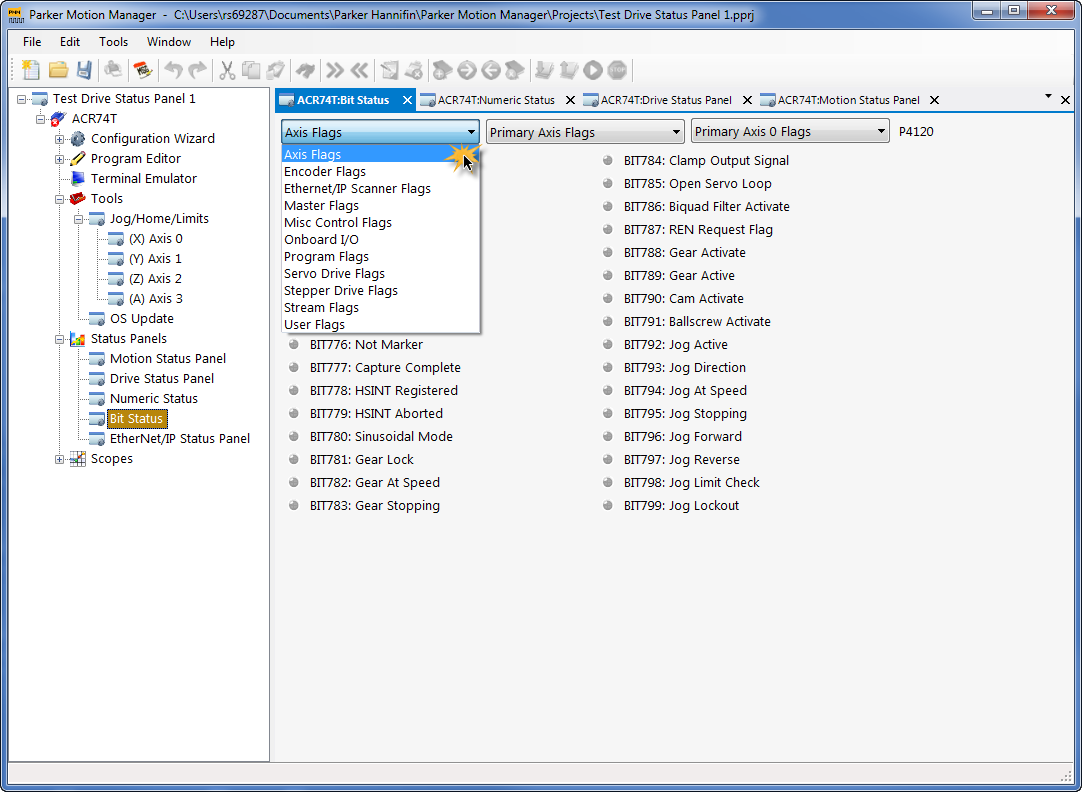 Parker Motion Manager - C:\Users\rs69287\Documents\Parker Hannifin\Parker Motion Manager\Projects\Test Drive Status Panel 1.pprj
File Edit Tools Window Help
STOP
Test Drive Status Panel 1
ACR74T
Configuration Wizard
Program Editor
Terminal Emulator
Tools
Jog/Home/Limits
(X) Axis 0
(Y) Axis 1
(Z) Axis 2
(A) Axis 3
OS Update
Status Panels
Motion Status Panel
Drive Status Panel
Numeric Status
Bit Status
EtherNet/IP Status Panel
Scopes
ACR74T:Bit Status ACR74T:Numeric Status ACR74T:Drive Status Panel ACR74T:Motion Status Panel
Axis Flags Primary Axis Flags Primary Axis 0 Flags P4120
Axis Flags
Encoder Flags
Ethernet/IP Scanner Flags
Master Flags
Misc Control Flags
Onboard I/O
Program Flags
Servo Drive Flags
Stepper Drive Flags
Stream Flags
User Flags
BIT776: Not Marker
BIT777: Capture Complete
BIT778: HSINT Registered
BIT779: HSINT Aborted
BIT780: Sinusoidal Mode
BIT781: Gear Lock
BIT782: Gear At Speed
BIT783: Gear Stopping
BIT784: Clamp Output Signal
BIT785: Open Servo Loop
BIT786: Biquad Filter Activate
BIT787: REN Request Flag
BIT788: Gear Activate
BIT789: Gear Active
BIT790: Cam Activate
BIT791: Ballscrew Activate
BIT792: Jog Active
BIT793: Jog Direction
BIT794: Jog At Speed
BIT795: Jog Stopping
BIT796: Jog Forward
BIT797: Jog Reverse
BIT798: Jog Limit Check
BIT799: Jog Lockout